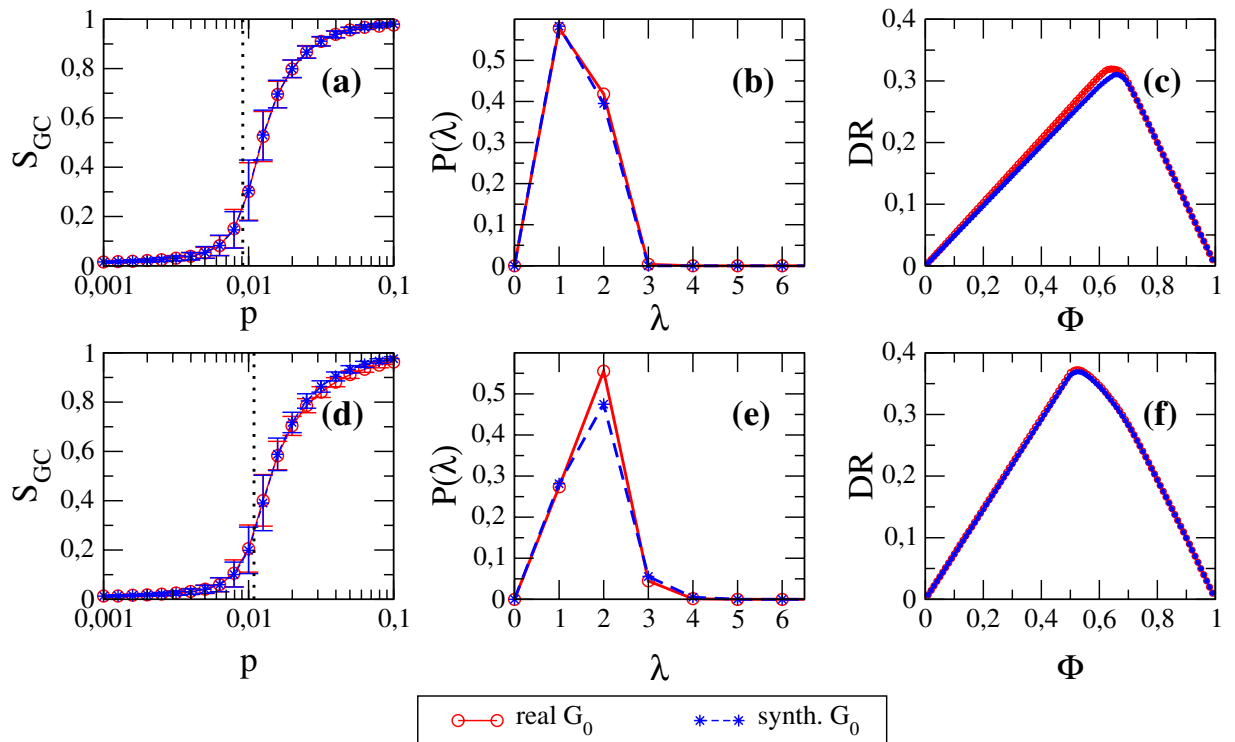 1
0,8
0,6
0,4
0,2
0
S_GC
(a)
0,001
0,01
0,1
p
0,5
0,4
0,3
0,2
0,1
0
P(λ)
(b)
0 1 2 3 4 5 6
λ
0,4
0,3
0,2
0,1
0
DR
(c)
0 0,2 0,4 0,6 0,8 1
Φ
1
0,8
0,6
0,4
0,2
0
S_GC
(d)
0,001
0,01
0,1
p
0,5
0,4
0,3
0,2
0,1
0
P(λ)
(e)
0 1 2 3 4 5 6
λ
0,4
0,3
0,2
0,1
0
DR
(f)
0 0,2 0,4 0,6 0,8 1
Φ
real G_0
synth. G_0